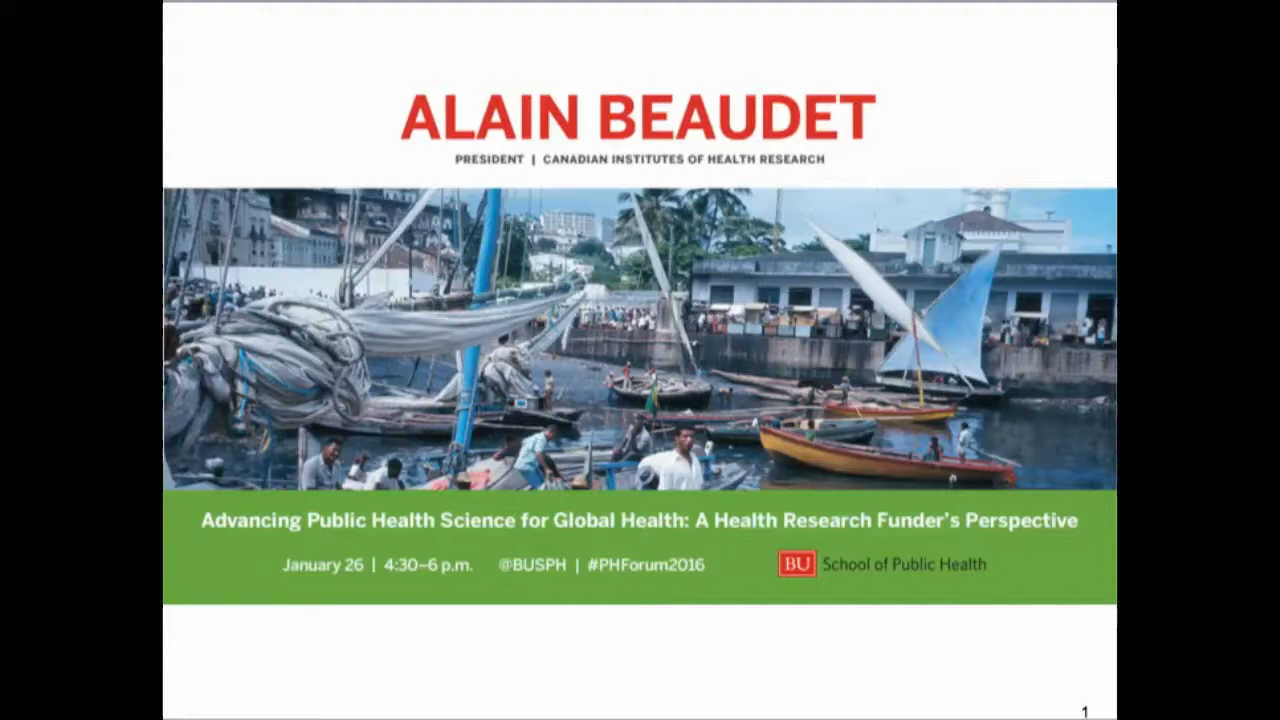 ALAIN BEAUDET
PRESIDENT | CANADIAN INSTITUTES OF HEALTH RESEARCH
Advancing Public Health Science for Global Health: A Health Research Funder's Perspective
January 26 | 4:30–6 p.m. @BUSPH | #PHForum2016 BU School of Public Health
1